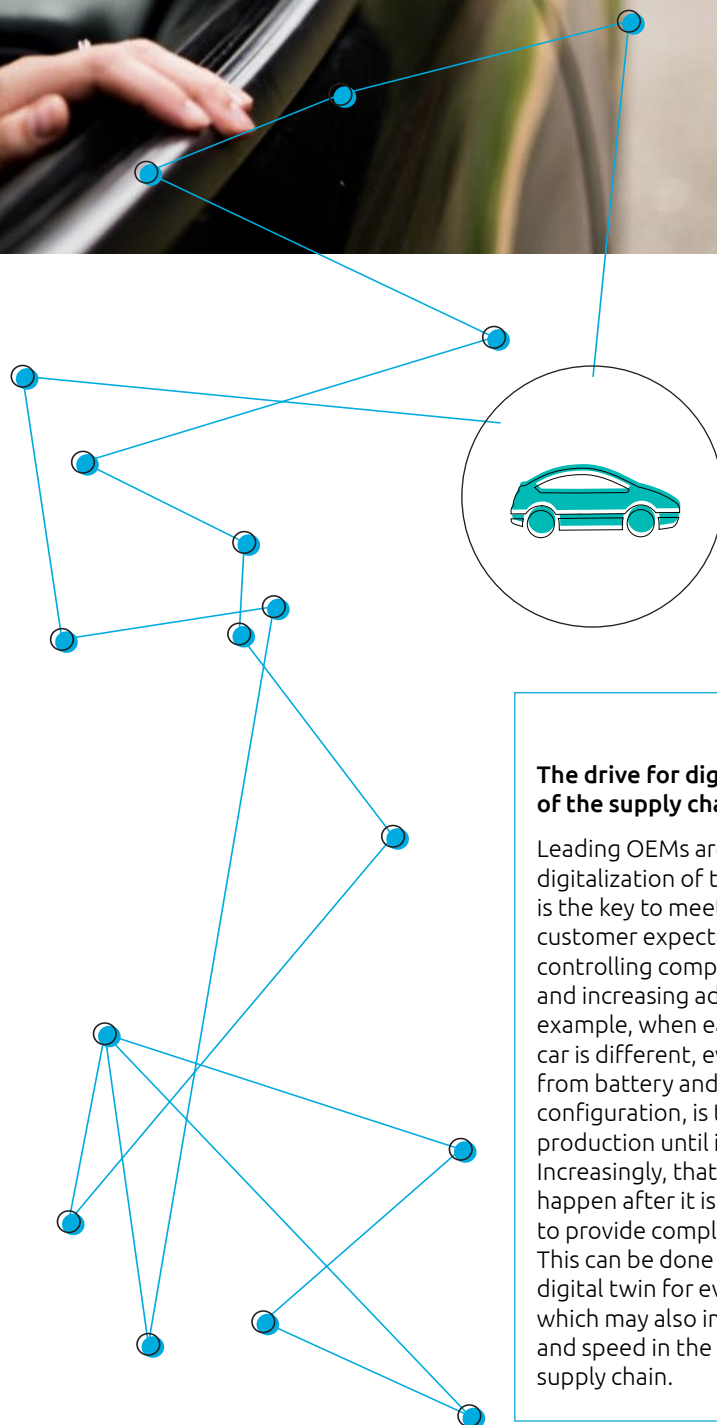 The drive for dig
of the supply cha
Leading OEMs are
digitalization of t
is the key to meet
customer expect
controlling comp
and increasing ad
example, when ea
car is different, ev
from battery and
configuration, is t
production until i
Increasingly, that
happen after it is
to provide compl
This can be done
digital twin for ev
which may also in
and speed in the
supply chain.